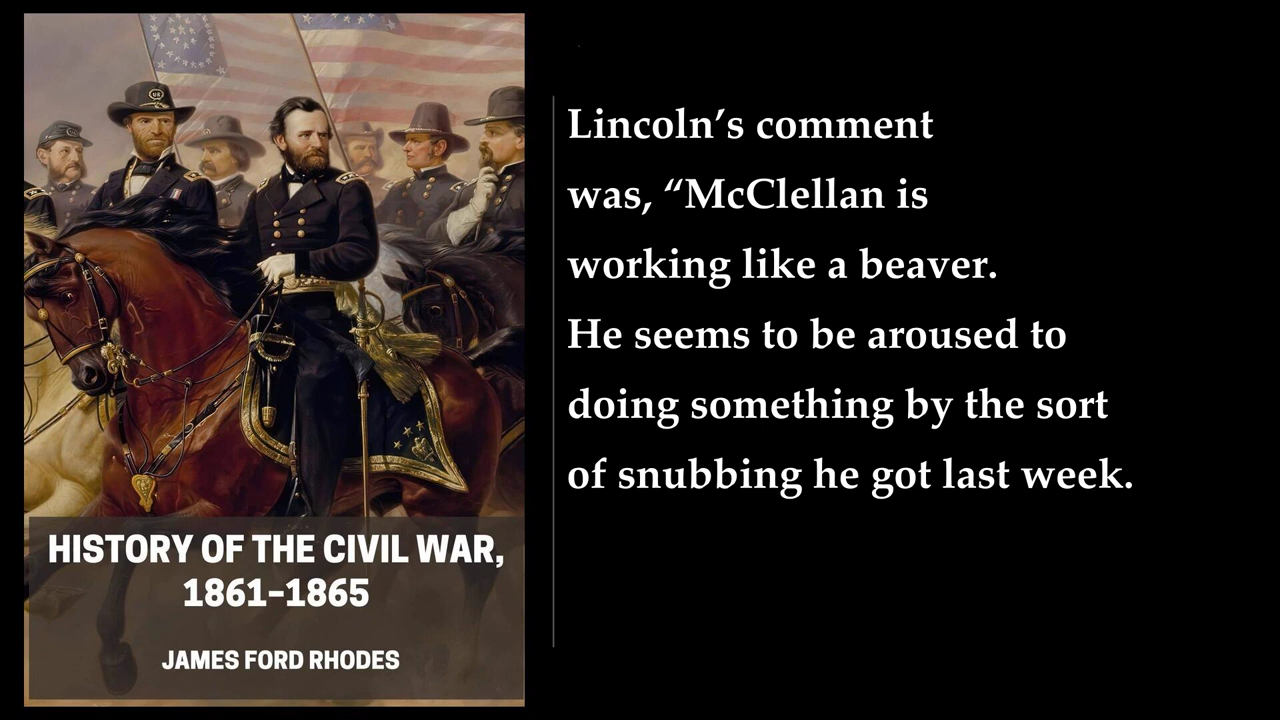 Lincoln’s comment
was, “McClellan is
working like a beaver.
He seems to be aroused to
doing something by the sort
of snubbing he got last week.
HISTORY OF THE CIVIL WAR,
1861–1865
JAMES FORD RHODES